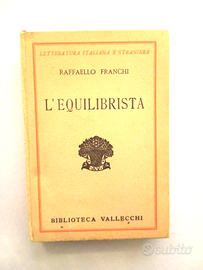 LETTERATURA ITALIANA E STRANIERA
RAFFAELLO FRANCHI
L'EQUILIBRISTA
BIBLIOTECA VALLECCHI
subito